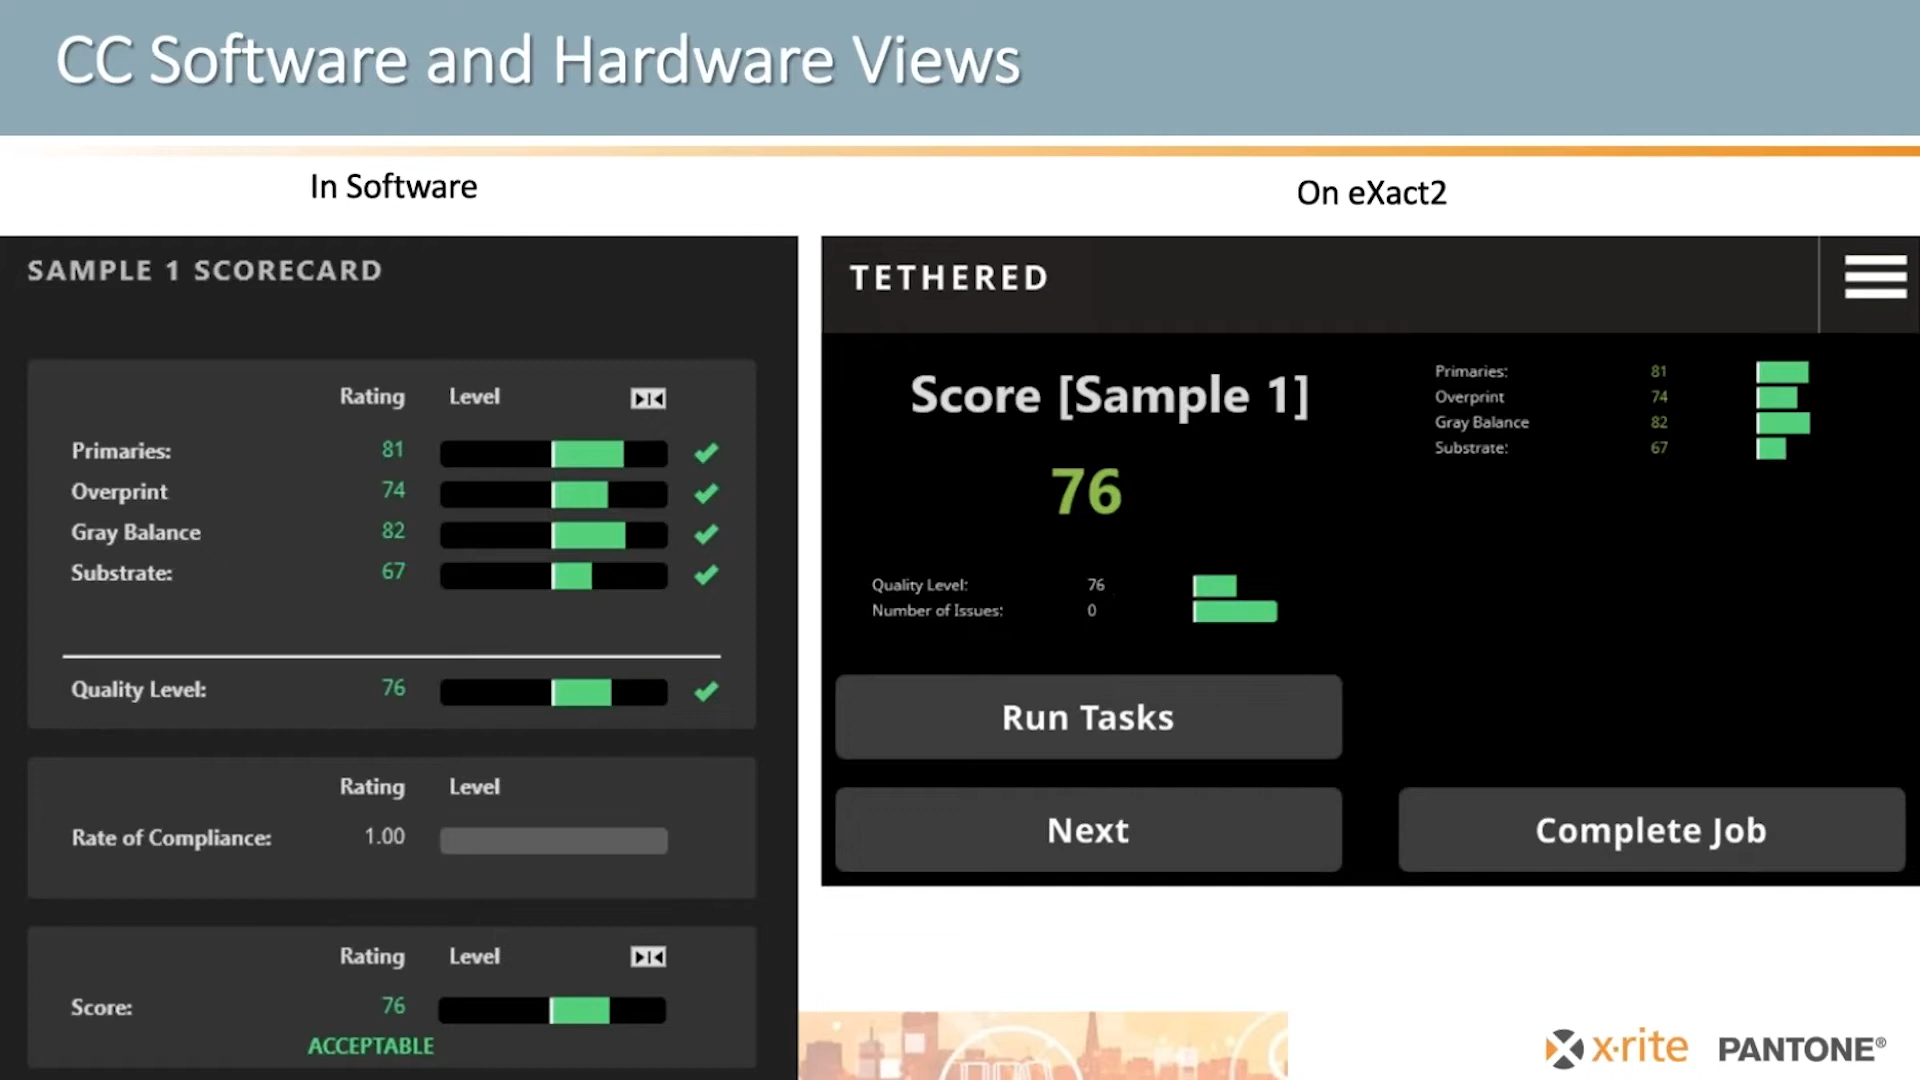 CC Software and Hardware Views
In Software
On eXact2
SAMPLE 1 SCORECARD
Rating Level
Primaries: 81
Overprint 74
Gray Balance 82
Substrate: 67
Quality Level: 76
Rating Level
Rate of Compliance: 1.00
Rating Level
Score: 76
ACCEPTABLE
TETHERED
Score [Sample 1]
76
Quality Level: 76
Number of Issues: 0
Primaries: 81
Overprint 74
Gray Balance 82
Substrate: 67
Run Tasks
Next
Complete Job
x·rite PANTONE®